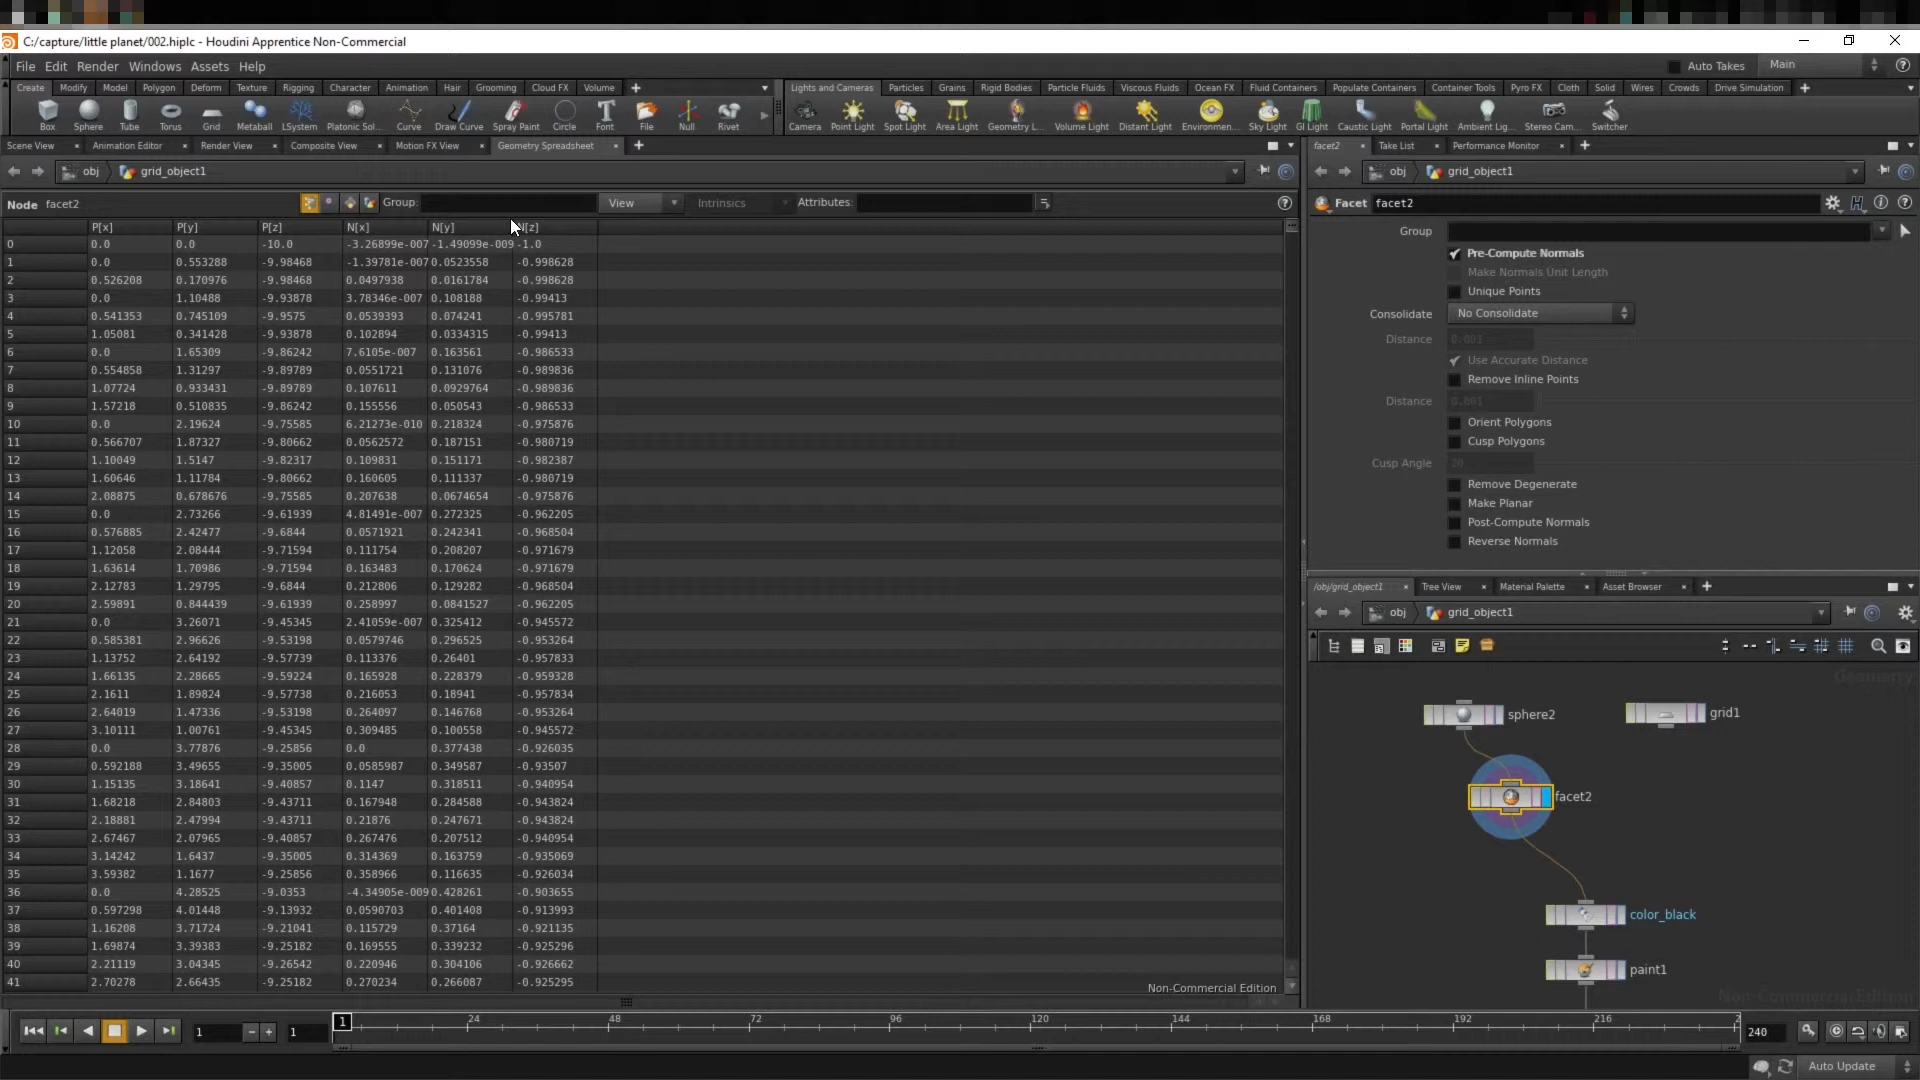 C:/capture/little planet/002.hiplc - Houdini Apprentice Non-Commercial
File Edit Render Windows Assets Help
Auto Takes Main
Create Modify Model Polygon Deform Texture Rigging Character Animation Hair Grooming Cloud FX Volume
Lights and Cameras Particles Grains Rigid Bodies Particle Fluids Viscous Fluids Ocean FX Fluid Containers Populate Containers Container Tools Pyro FX Cloth Solid Wires Crowds Drive Simulation
Box Sphere Tube Torus Grid Metaball LSystem Platonic Sol... Curve Draw Curve Spray Paint Circle Font File Null Rivet
Camera Point Light Spot Light Area Light Geometry L... Volume Light Distant Light Environmen... Sky Light GI Light Caustic Light Portal Light Ambient Lig... Stereo Cam... Switcher
Scene View Animation Editor Render View Composite View Motion FX View Geometry Spreadsheet
facet2 Take List Performance Monitor
obj grid_object1
obj grid_object1
Node facet2 Group: View Intrinsics Attributes:
Facet facet2
P[x] P[y] P[z] N[x] N[y] N[z]
0 0.0 0.0 -10.0 -3.26899e-007 -1.49099e-009 -1.0
1 0.0 0.553288 -9.98468 -1.39781e-007 0.0523558 -0.998628
2 0.526208 0.170976 -9.98468 0.0497938 0.0161784 -0.998628
3 0.0 1.10488 -9.93878 3.78346e-007 0.108188 -0.99413
4 0.541353 0.745109 -9.9575 0.0539393 0.074241 -0.995781
5 1.05081 0.341428 -9.93878 0.102894 0.0334315 -0.99413
6 0.0 1.65309 -9.86242 7.6105e-007 0.163561 -0.986533
7 0.554858 1.31297 -9.89789 0.0551721 0.131076 -0.989836
8 1.07724 0.933431 -9.89789 0.107611 0.0929764 -0.989836
9 1.57218 0.510835 -9.86242 0.155556 0.050543 -0.986533
10 0.0 2.19624 -9.75585 6.21273e-010 0.218324 -0.975876
11 0.566707 1.87327 -9.80662 0.0562572 0.187151 -0.980719
12 1.10049 1.5147 -9.82317 0.109831 0.151171 -0.982387
13 1.60646 1.11784 -9.80662 0.160605 0.111337 -0.980719
14 2.08875 0.678676 -9.75585 0.207638 0.0674654 -0.975876
15 0.0 2.73266 -9.61939 4.81491e-007 0.272325 -0.962205
16 0.576885 2.42477 -9.6844 0.0571921 0.242341 -0.968504
17 1.12058 2.08444 -9.71594 0.111754 0.208207 -0.971679
18 1.63614 1.70986 -9.71594 0.163483 0.170624 -0.971679
19 2.12783 1.29795 -9.6844 0.212806 0.129282 -0.968504
20 2.59891 0.844439 -9.61939 0.258997 0.0841527 -0.962205
21 0.0 3.26071 -9.45345 2.41059e-007 0.325412 -0.945572
22 0.585381 2.96626 -9.53198 0.0579746 0.296525 -0.953264
23 1.13752 2.64192 -9.57739 0.113376 0.26401 -0.957833
24 1.66135 2.28665 -9.59224 0.165928 0.228379 -0.959328
25 2.1611 1.89824 -9.57738 0.216053 0.18941 -0.957834
26 2.64019 1.47336 -9.53198 0.264097 0.146768 -0.953264
27 3.10111 1.00761 -9.45345 0.309485 0.100558 -0.945572
28 0.0 3.77876 -9.25856 0.0 0.377438 -0.926035
29 0.592188 3.49655 -9.35005 0.0585987 0.349587 -0.93507
30 1.15135 3.18641 -9.40857 0.1147 0.318511 -0.940954
31 1.68218 2.84803 -9.43711 0.167948 0.284588 -0.943824
32 2.18881 2.47994 -9.43711 0.21876 0.247671 -0.943824
33 2.67467 2.07965 -9.40857 0.267476 0.207512 -0.940954
34 3.14242 1.6437 -9.35005 0.314369 0.163759 -0.935069
35 3.59382 1.1677 -9.25856 0.358966 0.116635 -0.926034
36 0.0 4.28525 -9.0353 -4.34905e-009 0.428261 -0.903655
37 0.597298 4.01448 -9.13932 0.0590703 0.401408 -0.913993
38 1.16208 3.71724 -9.21041 0.115729 0.37164 -0.921135
39 1.69874 3.39383 -9.25182 0.169555 0.339232 -0.925296
40 2.21119 3.04345 -9.26542 0.220946 0.304106 -0.926662
41 2.70278 2.66435 -9.25182 0.270234 0.266087 -0.925295
Non-Commercial Edition
Group
Pre-Compute Normals
Make Normals Unit Length
Unique Points
Consolidate No Consolidate
Distance 0.001
Use Accurate Distance
Remove Inline Points
Distance 0.001
Orient Polygons
Cusp Polygons
Cusp Angle 20
Remove Degenerate
Make Planar
Post-Compute Normals
Reverse Normals
/obj/grid_object1 Tree View Material Palette Asset Browser
obj grid_object1
Geometry
sphere2
grid1
facet2
color_black
paint1
Non-Commercial Edition
1 1 1 24 48 72 96 120 144 168 192 216 2 240
Auto Update